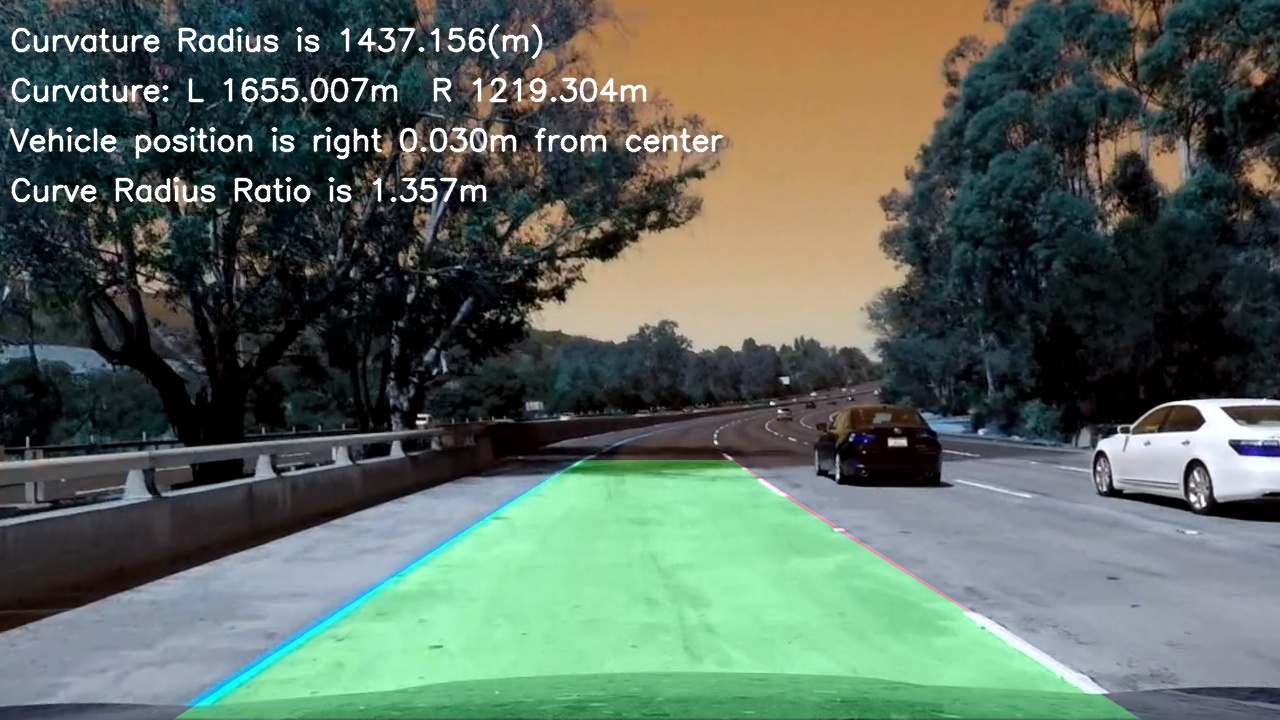 Curvature Radius is 1437.156(m)
Curvature: L 1655.007m R 1219.304m
Vehicle position is right 0.030m from center
Curve Radius Ratio is 1.357m